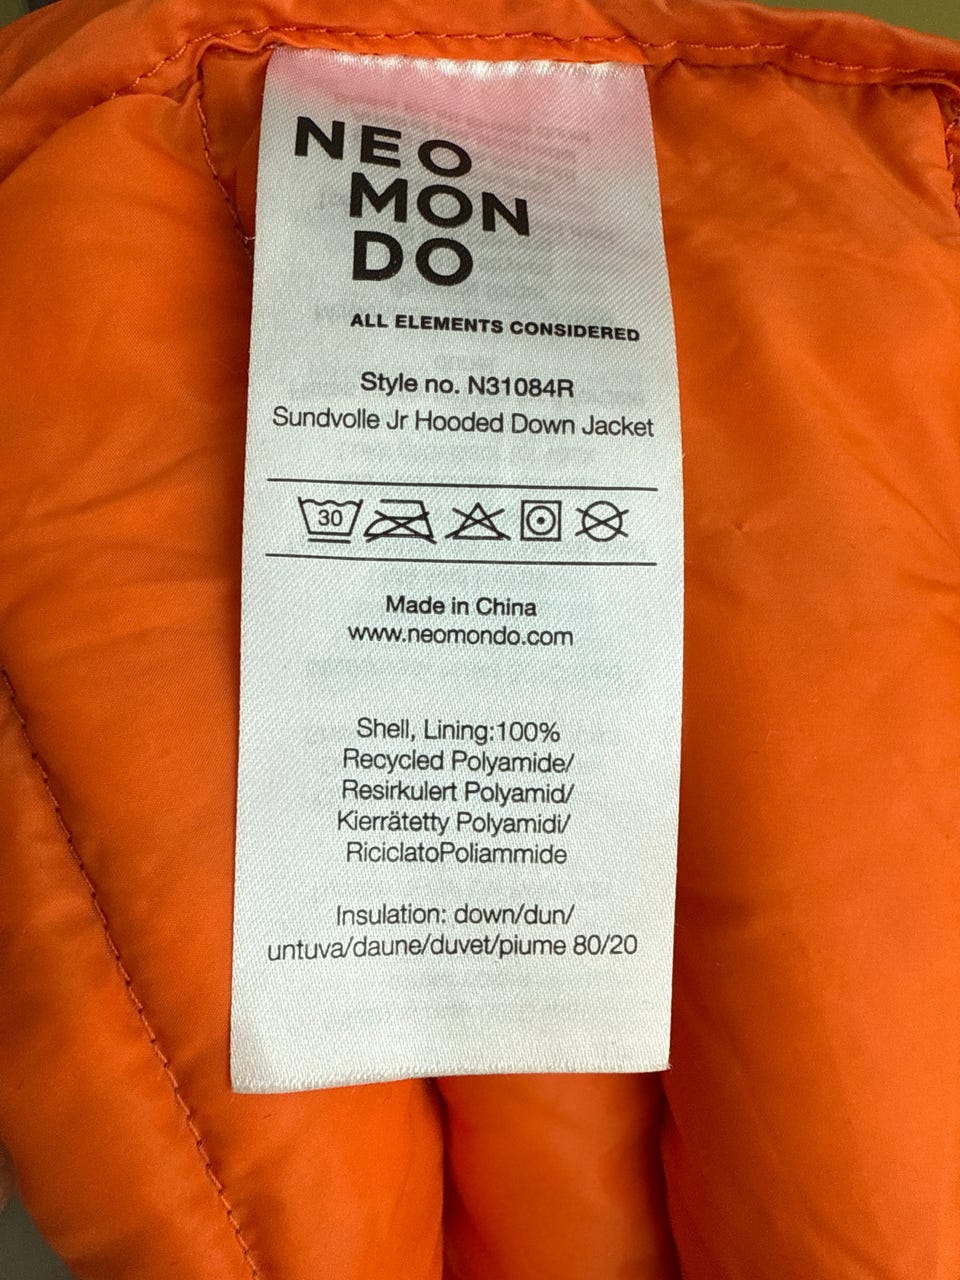 NEO
MON
DO
ALL ELEMENTS CONSIDERED
Style no. N31084R
Sundvolle Jr Hooded Down Jacket
30
Made in China
www.neomondo.com
Shell, Lining:100%
Recycled Polyamide/
Resirkulert Polyamid/
Kierrätetty Polyamidi/
RiciclatoPoliammide
Insulation: down/dun/
untuva/daune/duvet/piume 80/20